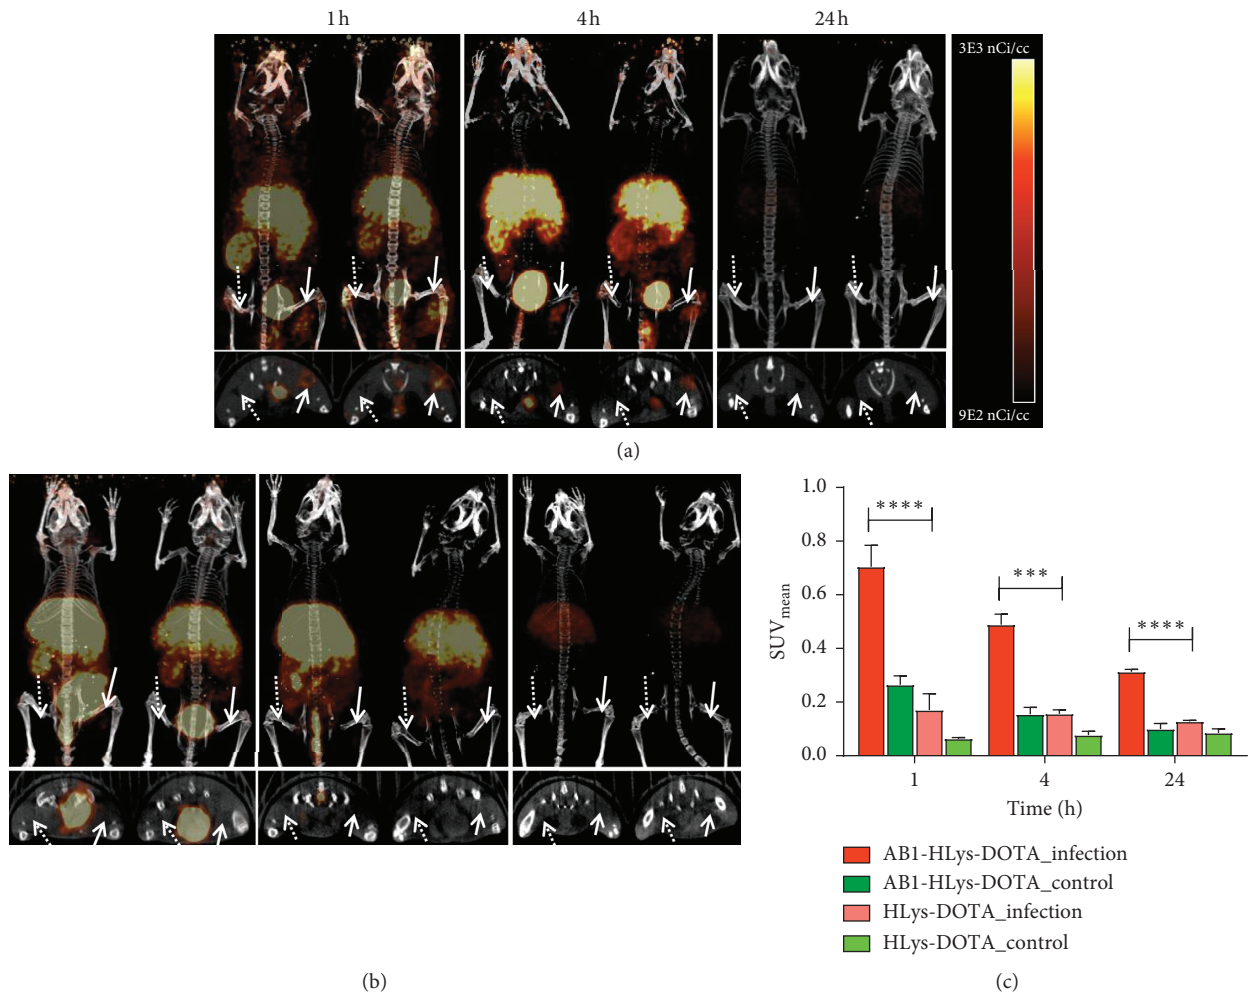 1 h
4 h
24 h
3E3 nCi/cc
9E2 nCi/cc
(a)
1.0
0.8
0.6
0.4
0.2
0.0
SUVmean
****
***
****
1
4
24
Time (h)
AB1-HLys-DOTA_infection
AB1-HLys-DOTA_control
HLys-DOTA_infection
HLys-DOTA_control
(b)
(c)